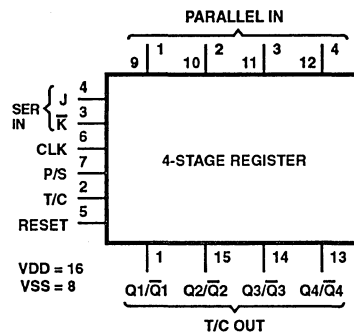 PARALLEL IN
1 2 3 4
9 10 11 12
SER IN
J 4
K̅ 3
CLK 6
P/S 7
T/C 2
RESET 5
4-STAGE REGISTER
VDD = 16
VSS = 8
1 15 14 13
Q1/Q̅1 Q2/Q̅2 Q3/Q̅3 Q4/Q̅4
T/C OUT